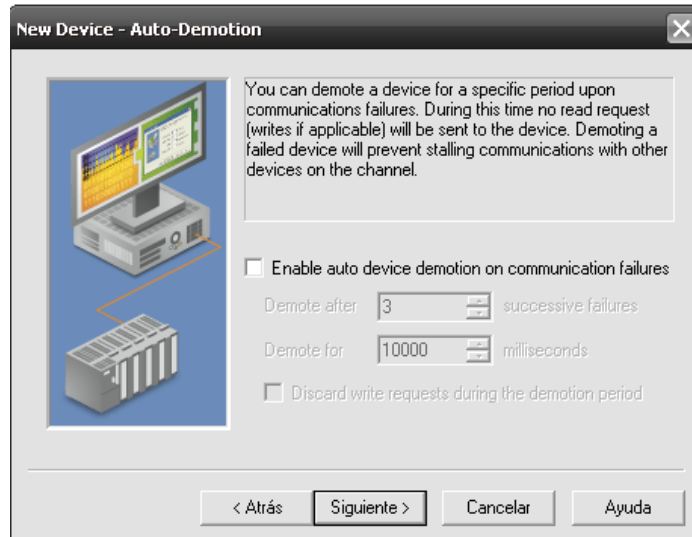 New Device - Auto-Demotion
You can demote a device for a specific period upon
communications failures. During this time no read request
(writes if applicable) will be sent to the device. Demoting a
failed device will prevent stalling communications with other
devices on the channel.
Enable auto device demotion on communication failures
Demote after 3 successive failures
Demote for 10000 milliseconds
Discard write requests during the demotion period
< Atrás Siguiente > Cancelar Ayuda